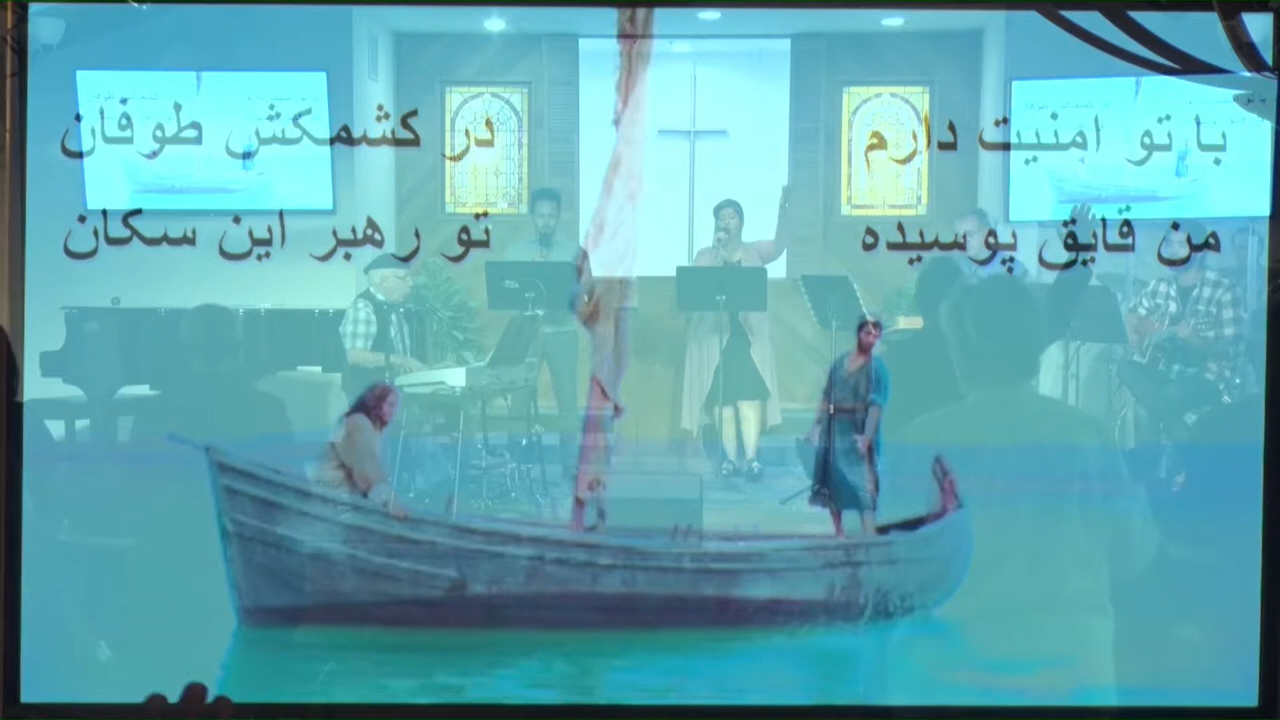 با تو امنیت دارم در کشمکش طوفان
من قایق پوسیده تو رهبر این سکان